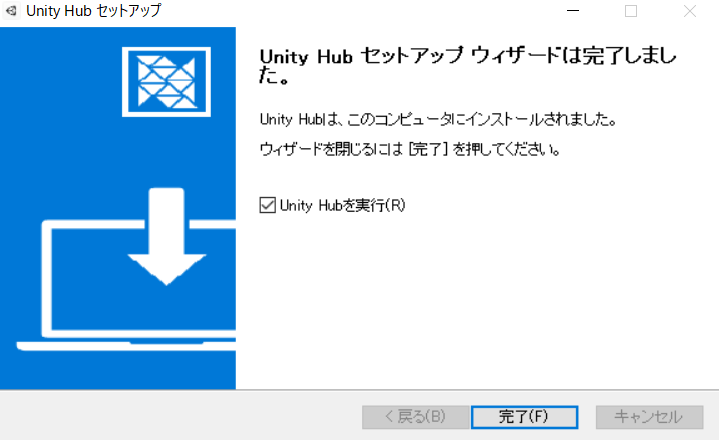 Unity Hub セットアップ
Unity Hub セットアップ ウィザードは完了しまし
た。
Unity Hubは、このコンピュータにインストールされました。
ウィザードを閉じるには [完了] を押してください。
Unity Hubを実行(R)
< 戻る(B)
完了(F)
キャンセル